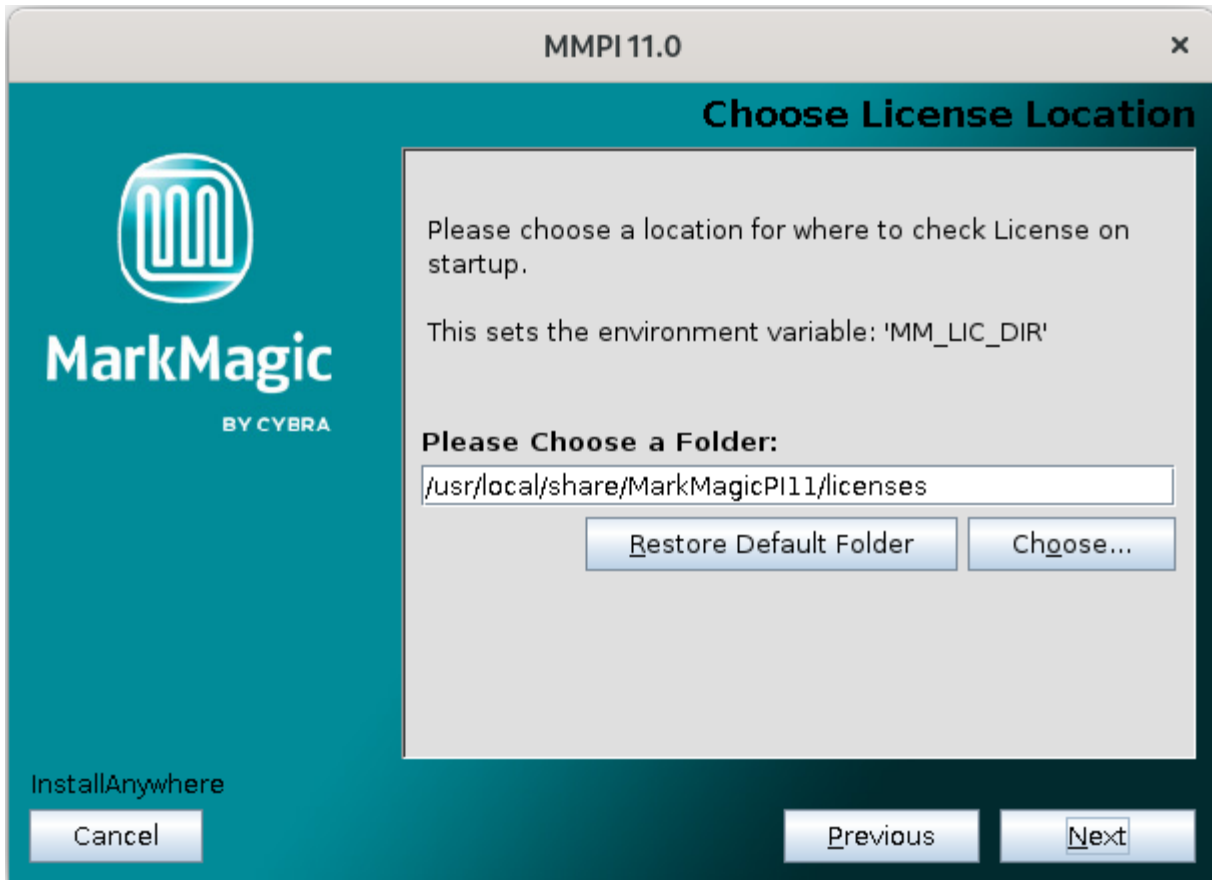 MMPI 11.0
×
Choose License Location
MarkMagic
BY CYBRA
Please choose a location for where to check License on
startup.
This sets the environment variable: 'MM_LIC_DIR'
Please Choose a Folder:
/usr/local/share/MarkMagicPI11/licenses
Restore Default Folder
Choose...
InstallAnywhere
Cancel
Previous
Next